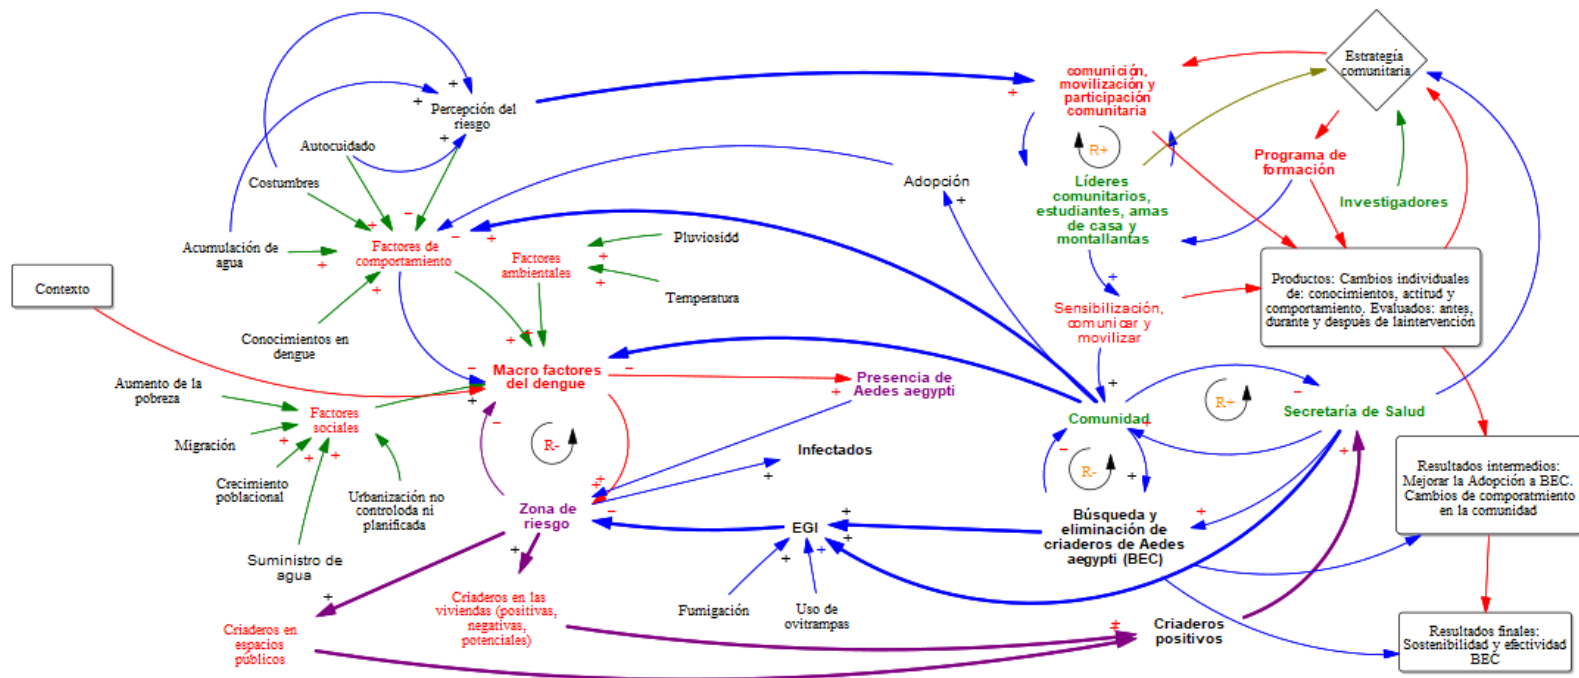 Estrategía
comunitaria
comunición,
movilización y
participación
comunitaria
Percepción del
riesgo
Autocuidado
Costumbres
Adopción
R+
Programa de
formación
Líderes
comunitarios,
estudiantes, amas
de casa y
montallantas
Investigadores
Acumulación de
agua
Factores de
comportamiento
Factores
ambientales
Pluviosidd
Temperatura
Contexto
Conocimientos en
dengue
Sensibilización,
comunicar y
movilizar
Productos: Cambios individuales
de: conocimientos, actitud y
comportamiento. Evaluados: antes,
durante y después de laintervención
Macro factores
del dengue
Presencia de
Aedes aegypti
Aumento de la
pobreza
Factores
sociales
Migración
Crecimiento
poblacional
Urbanización no
controloda ni
planificada
Suministro de
agua
R-
Infectados
Comunidad
R+
Secretaría de Salud
R-
Zona de
riesgo
EGI
Búsqueda y
eliminación de
criaderos de Aedes
aegypti (BEC)
Resultados intermedios:
Mejorar la Adopción a BEC.
Cambios de comporatmiento
en la comunidad
Fumigación
Uso de
ovitrampas
Criaderos en las
viviendas (positivas,
negativas,
potenciales)
Criaderos en
espacios
públicos
Criaderos
positivos
Resultados finales:
Sostenibilidad y efectividad
BEC